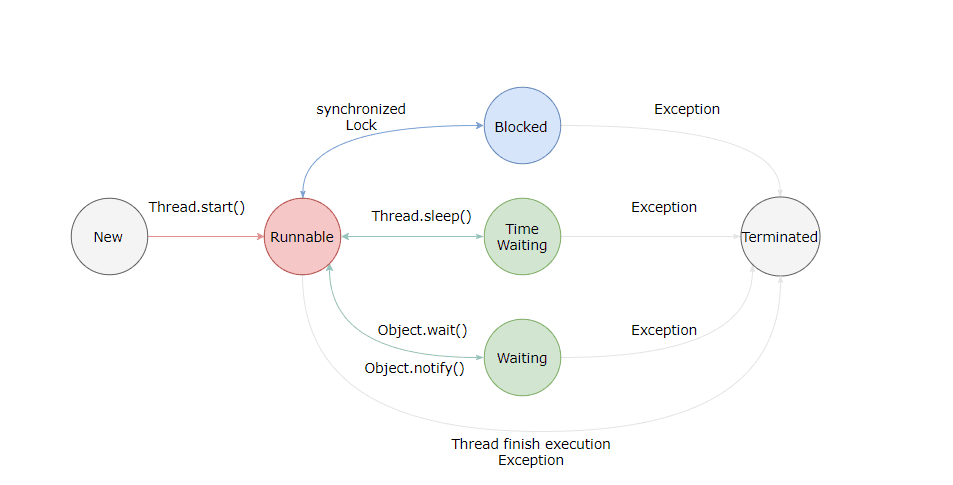 synchronized
Lock
Blocked
Exception
New
Thread.start()
Runnable
Thread.sleep()
Time
Waiting
Exception
Terminated
Object.wait()
Object.notify()
Waiting
Exception
Thread finish execution
Exception